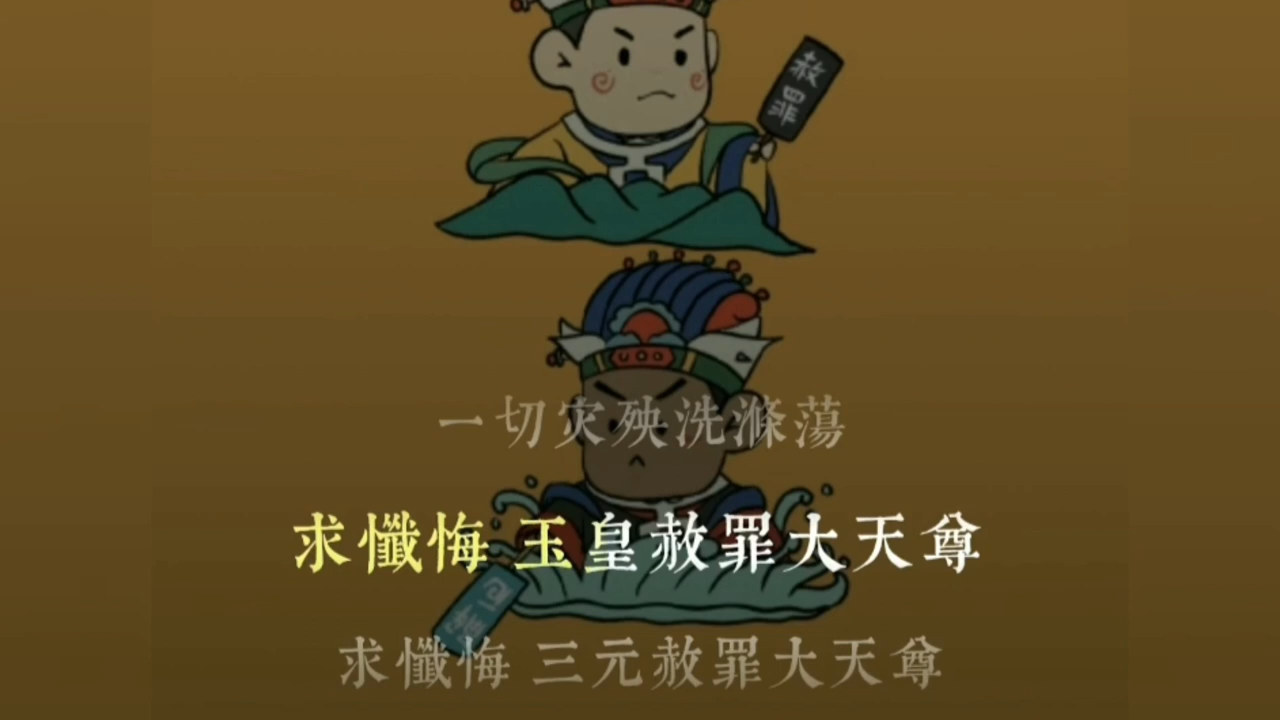 赦罪
一切灾殃洗滌蕩
求懺悔 玉皇赦罪大天尊
求懺悔 三元赦罪大天尊